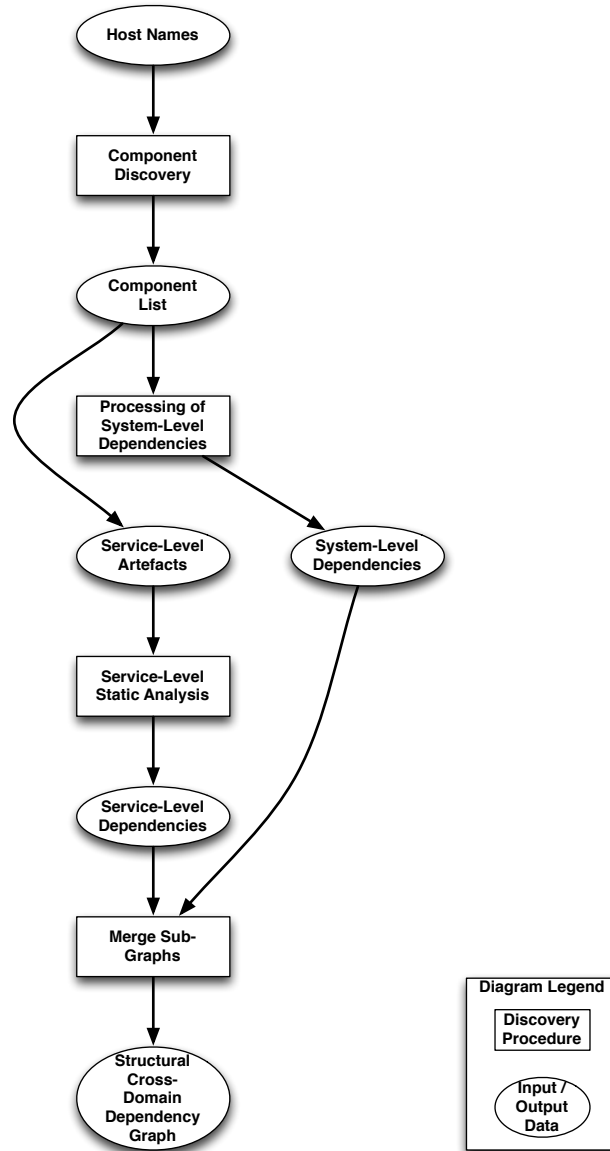 Host Names
Component
Discovery
Component
List
Processing of
System-Level
Dependencies
Service-Level
Artefacts
System-Level
Dependencies
Service-Level
Static Analysis
Service-Level
Dependencies
Merge Sub-
Graphs
Structural
Cross-
Domain
Dependency
Graph
Diagram Legend
Discovery
Procedure
Input /
Output
Data